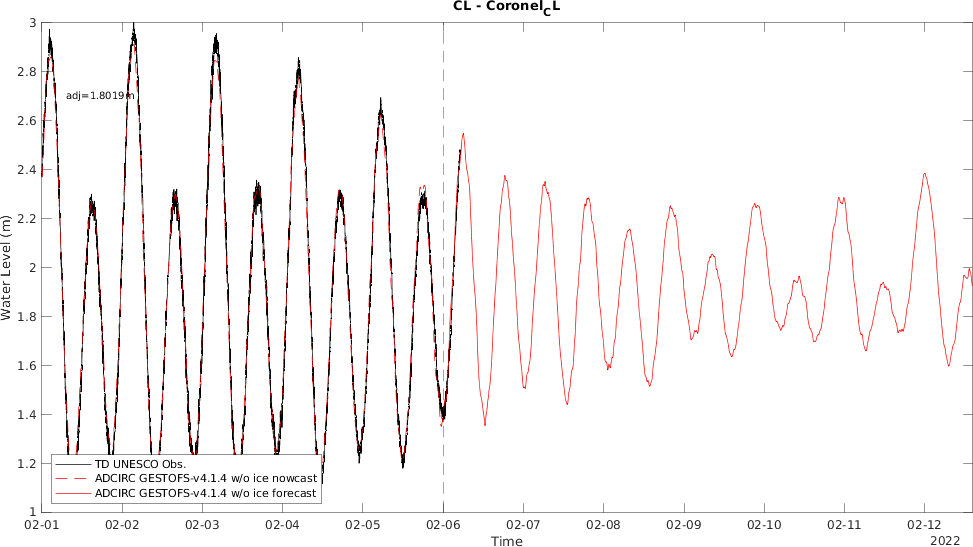 CL - Coronel_CL
3
2.8
2.6
2.4
2.2
2
1.8
1.6
1.4
1.2
1
Water Level (m)
adj=1.8019m
TD UNESCO Obs.
ADCIRC GESTOFS-v4.1.4 w/o ice nowcast
ADCIRC GESTOFS-v4.1.4 w/o ice forecast
02-01 02-02 02-03 02-04 02-05 02-06 02-07 02-08 02-09 02-10 02-11 02-12
Time
2022